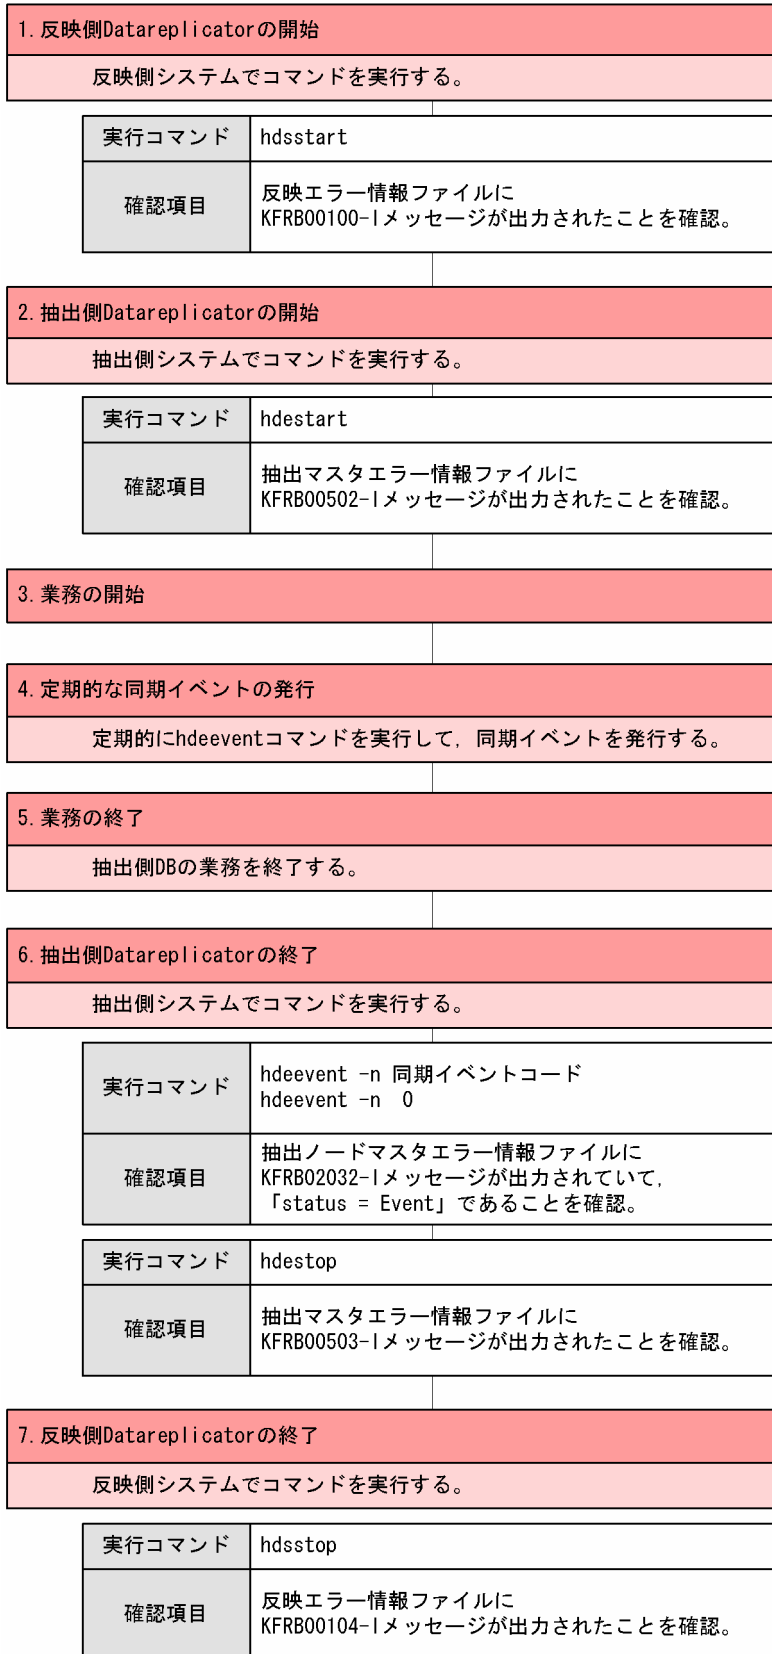 1. 反映側Datareplicatorの開始
反映側システムでコマンドを実行する。
実行コマンド hdsstart
確認項目 反映エラー情報ファイルに
KFRB00100-Iメッセージが出力されたことを確認。
2. 抽出側Datareplicatorの開始
抽出側システムでコマンドを実行する。
実行コマンド hdestart
確認項目 抽出マスタエラー情報ファイルに
KFRB00502-Iメッセージが出力されたことを確認。
3. 業務の開始
4. 定期的な同期イベントの発行
定期的にhdeeventコマンドを実行して，同期イベントを発行する。
5. 業務の終了
抽出側DBの業務を終了する。
6. 抽出側Datareplicatorの終了
抽出側システムでコマンドを実行する。
実行コマンド hdeevent -n 同期イベントコード
hdeevent -n 0
確認項目 抽出ノードマスタエラー情報ファイルに
KFRB02032-Iメッセージが出力されていて，
「status = Event」であることを確認。
実行コマンド hdestop
確認項目 抽出マスタエラー情報ファイルに
KFRB00503-Iメッセージが出力されたことを確認。
7. 反映側Datareplicatorの終了
反映側システムでコマンドを実行する。
実行コマンド hdsstop
確認項目 反映エラー情報ファイルに
KFRB00104-Iメッセージが出力されたことを確認。